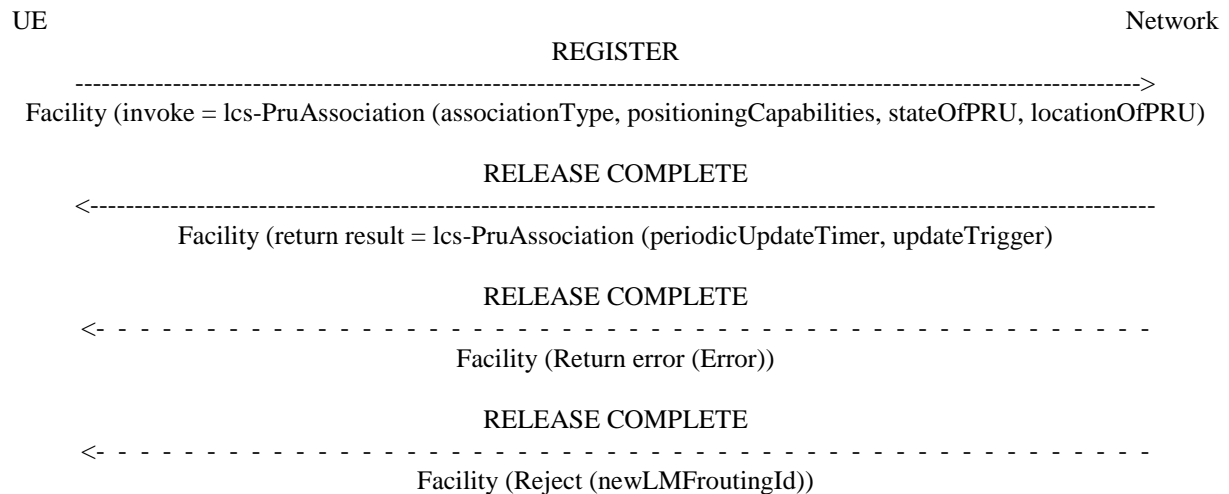 UE Network
REGISTER
------------------------------------------------------------------------------------------------------------------------>
Facility (invoke = lcs-PruAssociation (associationType, positioningCapabilities, stateOfPRU, locationOfPRU)
RELEASE COMPLETE
<------------------------------------------------------------------------------------------------------------------------
Facility (return result = lcs-PruAssociation (periodicUpdateTimer, updateTrigger)
RELEASE COMPLETE
<- - - - - - - - - - - - - - - - - - - - - - - - - - - - - - - - - - - - - - - - - - - - - - - - - - - - - - - - -
Facility (Return error (Error))
RELEASE COMPLETE
<- - - - - - - - - - - - - - - - - - - - - - - - - - - - - - - - - - - - - - - - - - - - - - - - - - - - - - - - -
Facility (Reject (newLMFroutingId))